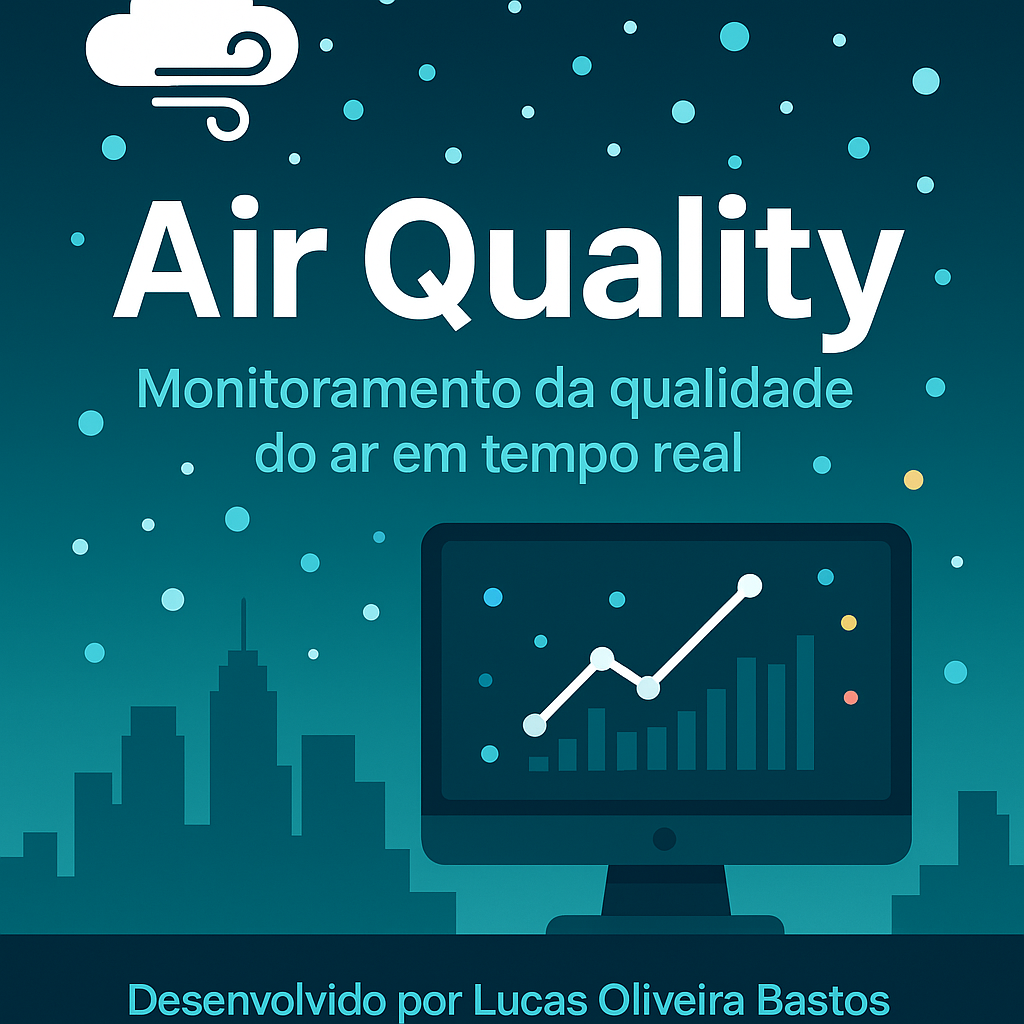 Air Quality
Monitoramento da qualidade
do ar em tempo real
Desenvolvido por Lucas Oliveira Bastos